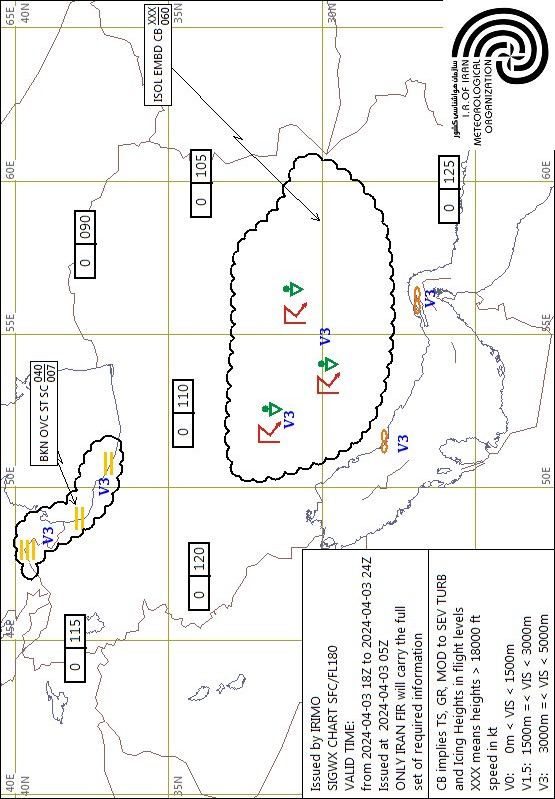 40E 45E 50E 55E 60E 65E
40N 40N
V3
BKN OVC ST SC 040
007
0 115
0 090
V3
XXX
ISOL EMBD CB 060
35N 35N
0 110
0 120
0 105
V3
V3
30N
V3
V3
0 125
Issued by IRIMO
SIGWX CHART SFC/FL180
VALID TIME:
from 2024-04-03 18Z to 2024-04-03 24Z
Issued at 2024-04-03 05Z
ONLY IRAN FIR will carry the full
set of required information
CB implies TS, GR, MOD to SEV TURB
and Icing Heights in flight levels
XXX means heights > 18000 ft
speed in kt
V0: 0m < VIS < 1500m
V1.5: 1500m =< VIS < 3000m
V3: 3000m =< VIS < 5000m
سازمان هواشناسی کشور
I.R.OF IRAN
METEOROLOGICAL
ORGANIZATION
45E 50E 55E 60E